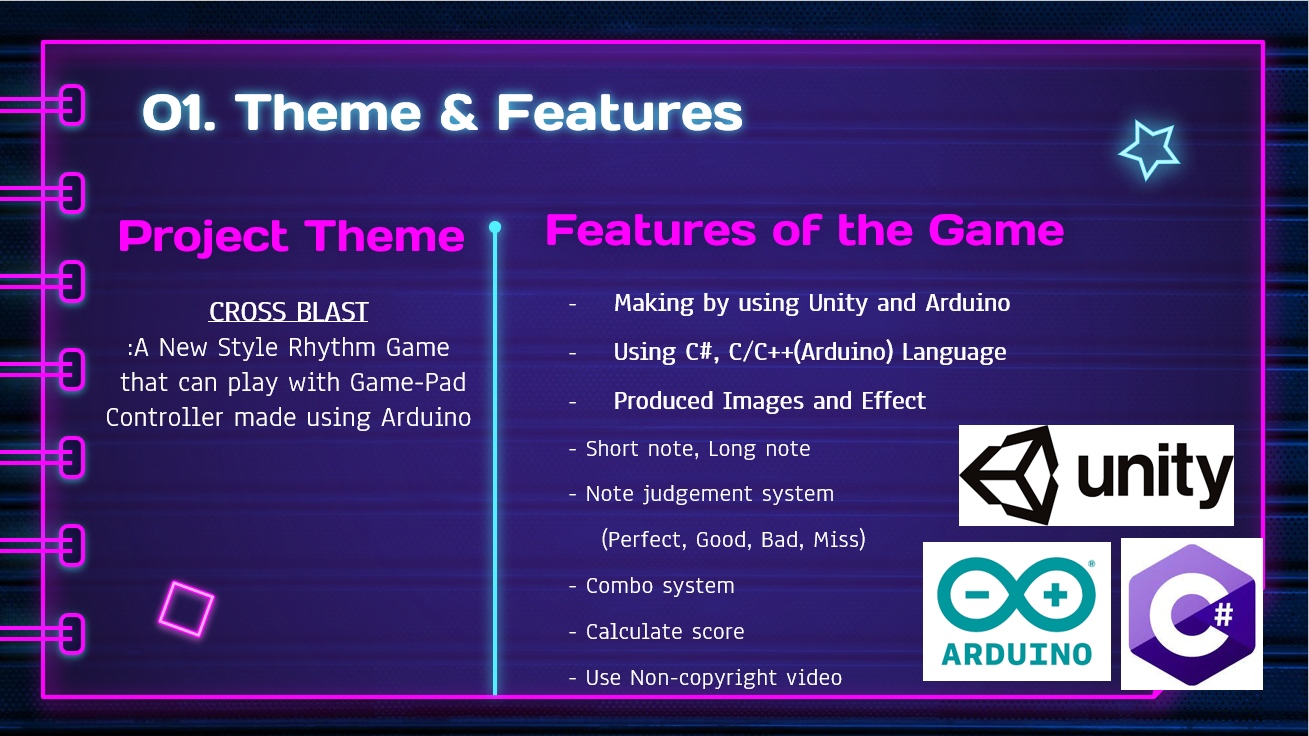 01. Theme & Features
Project Theme
CROSS BLAST
:A New Style Rhythm Game
that can play with Game-Pad
Controller made using Arduino
Features of the Game
- Making by using Unity and Arduino
- Using C#, C/C++(Arduino) Language
- Produced Images and Effect
- Short note, Long note
- Note judgement system
(Perfect, Good, Bad, Miss)
- Combo system
- Calculate score
- Use Non-copyright video
unity
- +
®
ARDUINO
C#